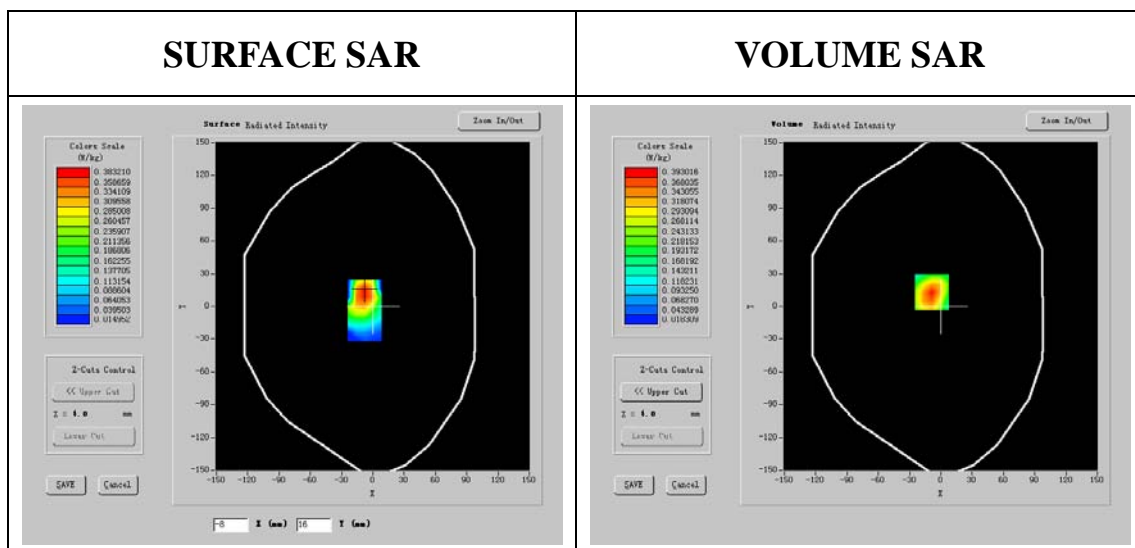 SURFACE SAR
VOLUME SAR
Surface Radiated Intensity
Zoom In/Out
Colors Scale
(W/kg)
0.383210
0.358659
0.334109
0.309558
0.285008
0.260457
0.235907
0.211356
0.186806
0.162255
0.137705
0.113154
0.088604
0.064053
0.039503
0.014952
150
120
90
60
30
0
-30
-60
-90
-120
-150
Y
-150 -120 -90 -60 -30 0 30 60 90 120 150
X
Z-Cuts Control
<< Upper Cut
mm
Lower Cut
SAVE
Cancel
-8 X (mm) 16 Y (mm)
Volume Radiated Intensity
Zoom In/Out
Colors Scale
(W/kg)
0.393016
0.368035
0.343055
0.318074
0.293094
0.268114
0.243133
0.218153
0.193172
0.168192
0.143211
0.118231
0.093250
0.068270
0.043289
0.018309
150
120
90
60
30
0
-30
-60
-90
-120
-150
Y
-150 -120 -90 -60 -30 0 30 60 90 120 150
X
Z-Cuts Control
<< Upper Cut
mm
Lower Cut
SAVE
Cancel